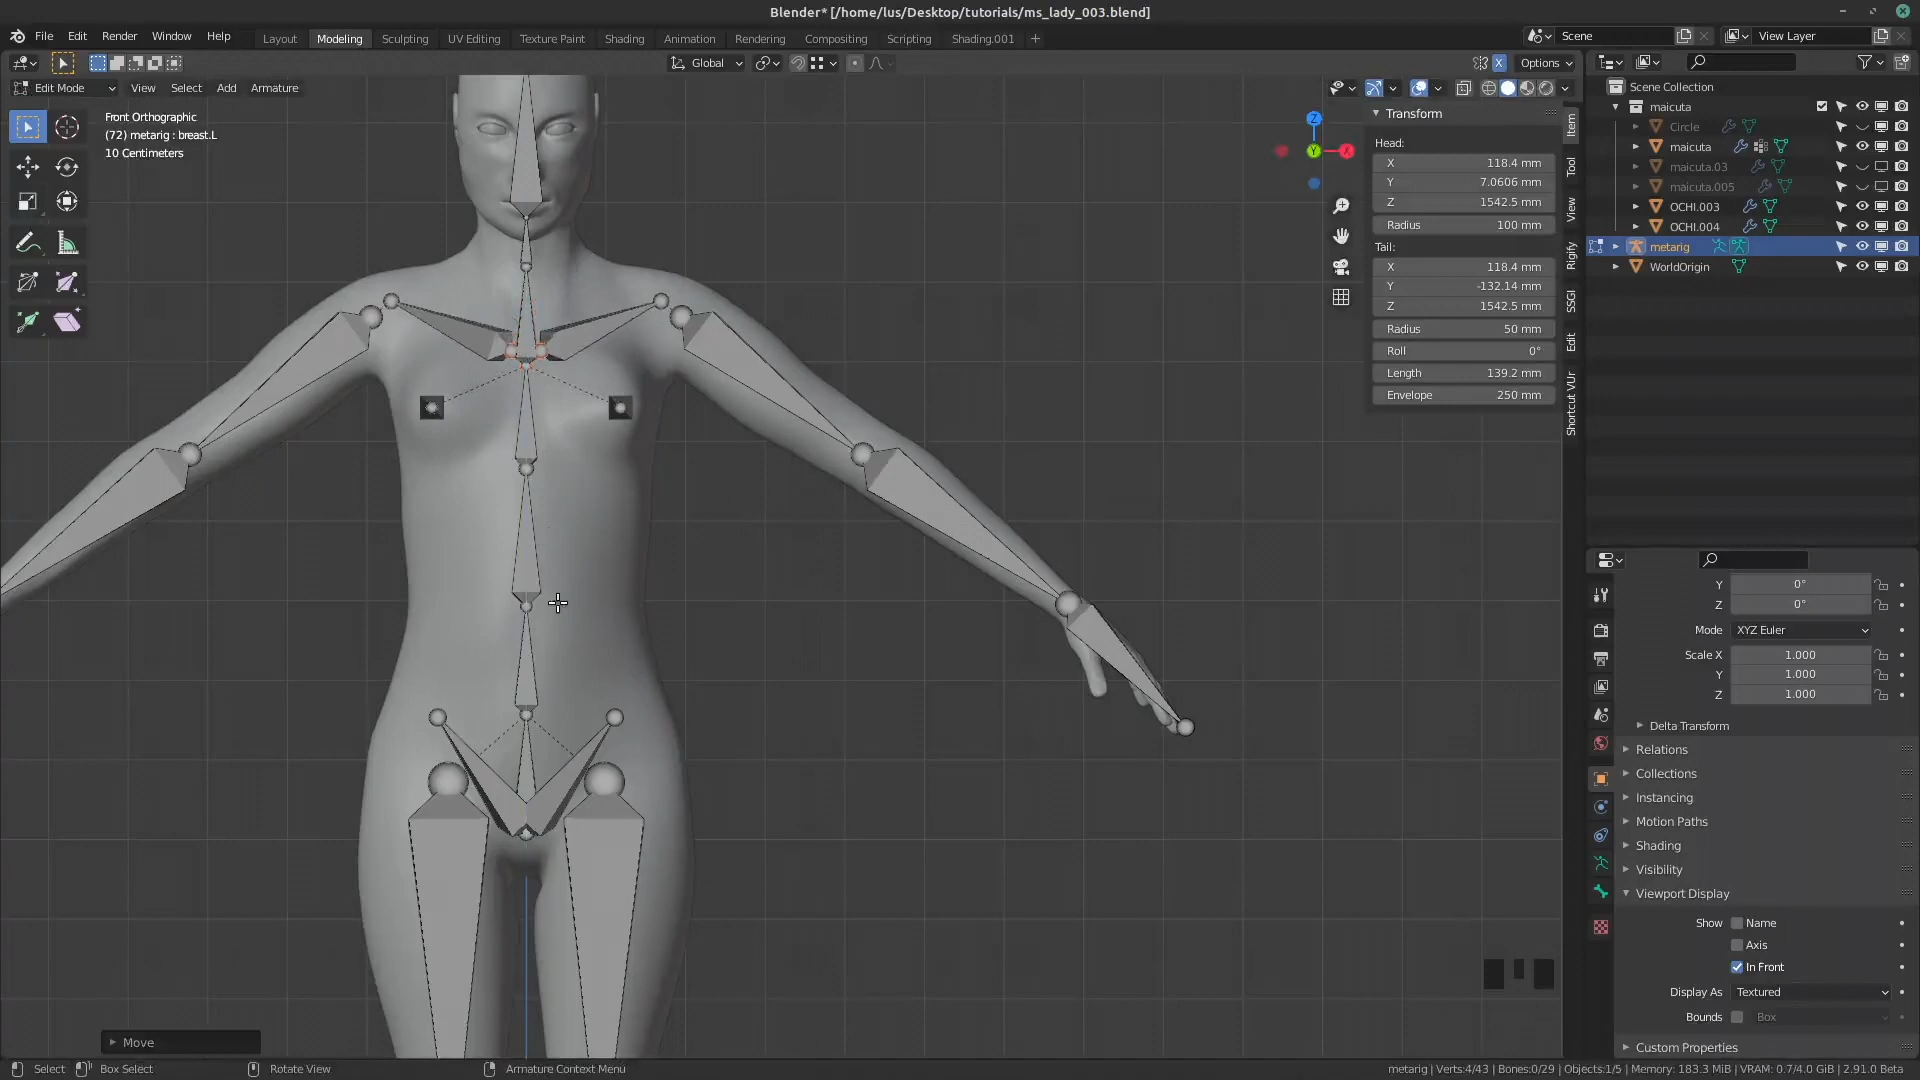 Blender* [/home/lus/Desktop/tutorials/ms_lady_003.blend]
File Edit Render Window Help Layout Modeling Sculpting UV Editing Texture Paint Shading Animation Rendering Compositing Scripting Shading.001 + Scene View Layer
Global X Options
Edit Mode View Select Add Armature
Front Orthographic
(72) metarig : breast.L
10 Centimeters
Z
Y
X
Transform
Head:
X 118.4 mm
Y 7.0606 mm
Z 1542.5 mm
Radius 100 mm
Tail:
X 118.4 mm
Y -132.14 mm
Z 1542.5 mm
Radius 50 mm
Roll 0°
Length 139.2 mm
Envelope 250 mm
Item
Tool
View
Rigify
SSGI
Edit
Shortcut VUr
Scene Collection
maicuta
Circle
maicuta
maicuta.03
maicuta.005
OCHI.003
OCHI.004
metarig
WorldOrigin
Y 0°
Z 0°
Mode XYZ Euler
Scale X 1.000
Y 1.000
Z 1.000
Delta Transform
Relations
Collections
Instancing
Motion Paths
Shading
Visibility
Viewport Display
Show Name
Axis
In Front
Display As Textured
Bounds Box
Custom Properties
Move
Select Box Select Rotate View Armature Context Menu metarig | Verts:4/43 | Bones:0/29 | Objects:1/5 | Memory: 183.3 MiB | VRAM: 0.7/4.0 GiB | 2.91.0 Beta